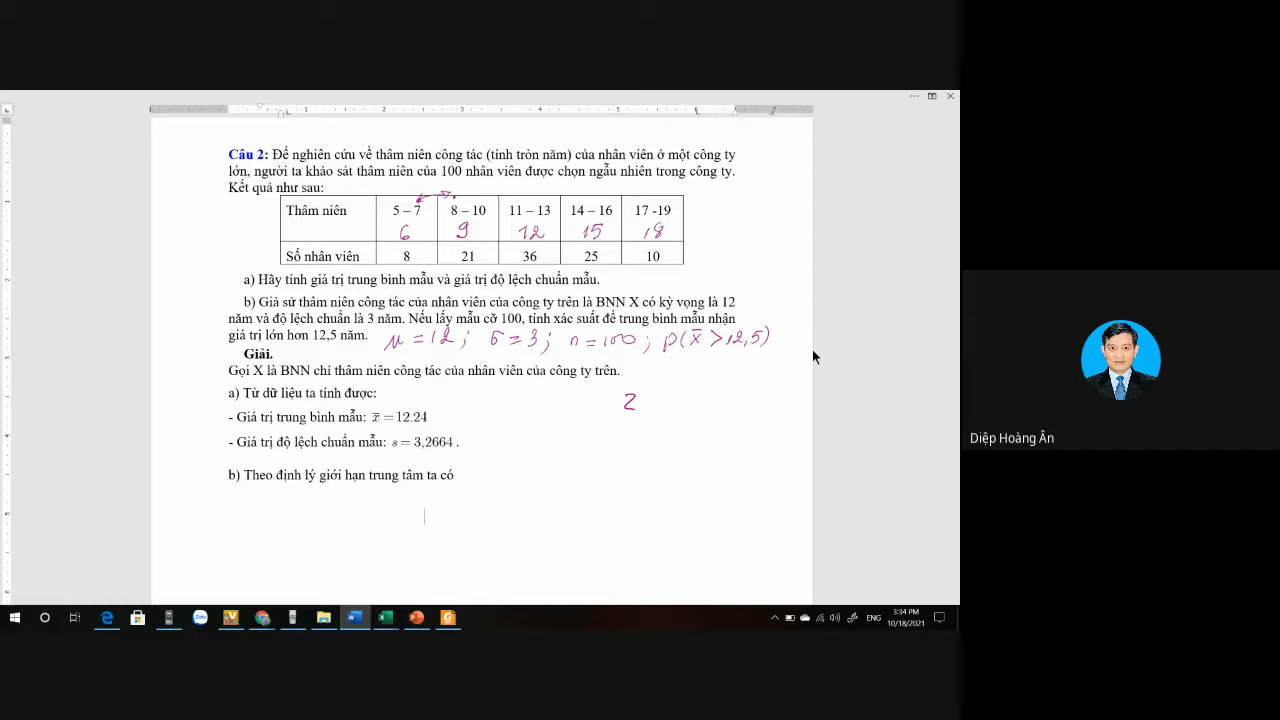 Câu 2: Để nghiên cứu về thâm niên công tác (tính tròn năm) của nhân viên ở một công ty
lớn, người ta khảo sát thâm niên của 100 nhân viên được chọn ngẫu nhiên trong công ty.
Kết quả như sau:
Thâm niên 5 – 7 8 – 10 11 – 13 14 – 16 17 -19
6 9 12 15 18
Số nhân viên 8 21 36 25 10
a) Hãy tính giá trị trung bình mẫu và giá trị độ lệch chuẩn mẫu.
b) Giả sử thâm niên công tác của nhân viên của công ty trên là BNN X có kỳ vọng là 12
năm và độ lệch chuẩn là 3 năm. Nếu lấy mẫu cỡ 100, tính xác suất để trung bình mẫu nhận
giá trị lớn hơn 12,5 năm. μ = 12 ; σ = 3 ; n = 100 ; P(x̄ > 12,5)
Giải.
Gọi X là BNN chỉ thâm niên công tác của nhân viên của công ty trên.
a) Từ dữ liệu ta tính được:
2
- Giá trị trung bình mẫu: x̄ = 12.24
- Giá trị độ lệch chuẩn mẫu: s = 3,2664 .
b) Theo định lý giới hạn trung tâm ta có
Diệp Hoàng Ân
ENG
3:34 PM
10/18/2021